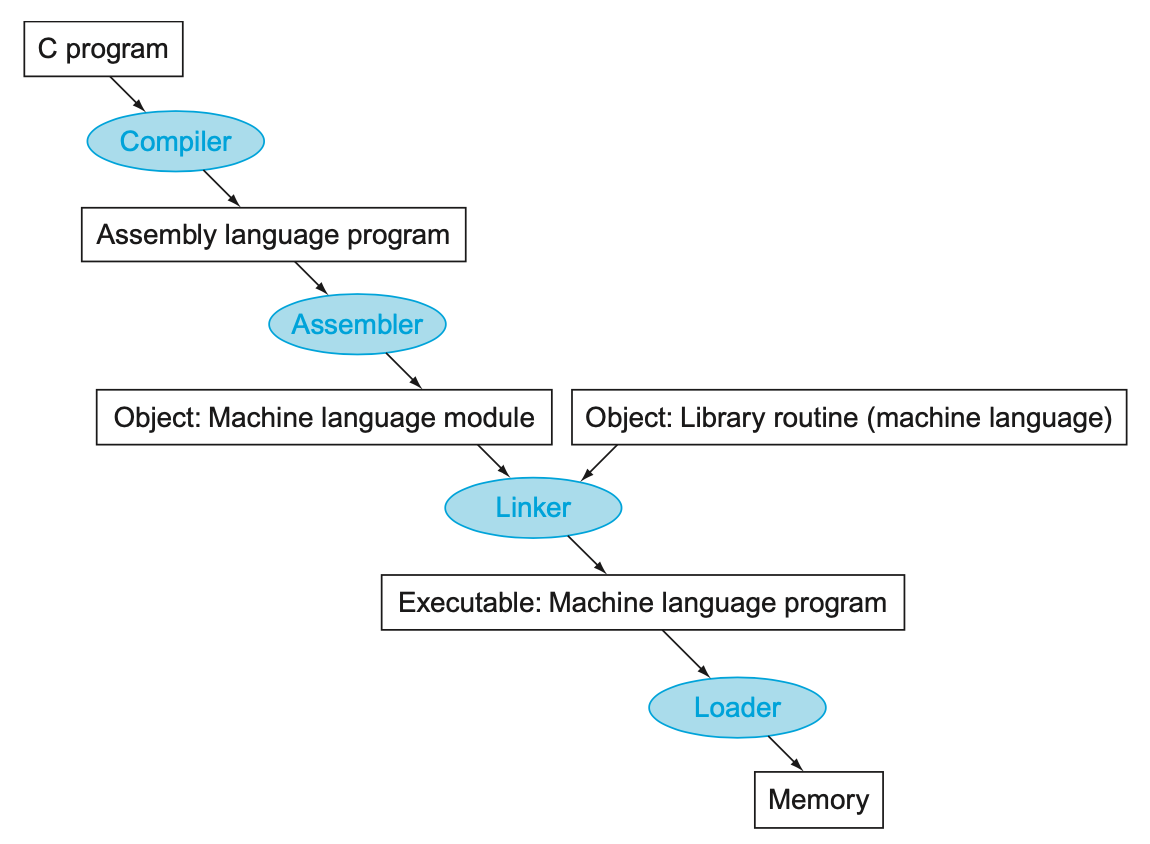 C program
Compiler
Assembly language program
Assembler
Object: Machine language module
Object: Library routine (machine language)
Linker
Executable: Machine language program
Loader
Memory